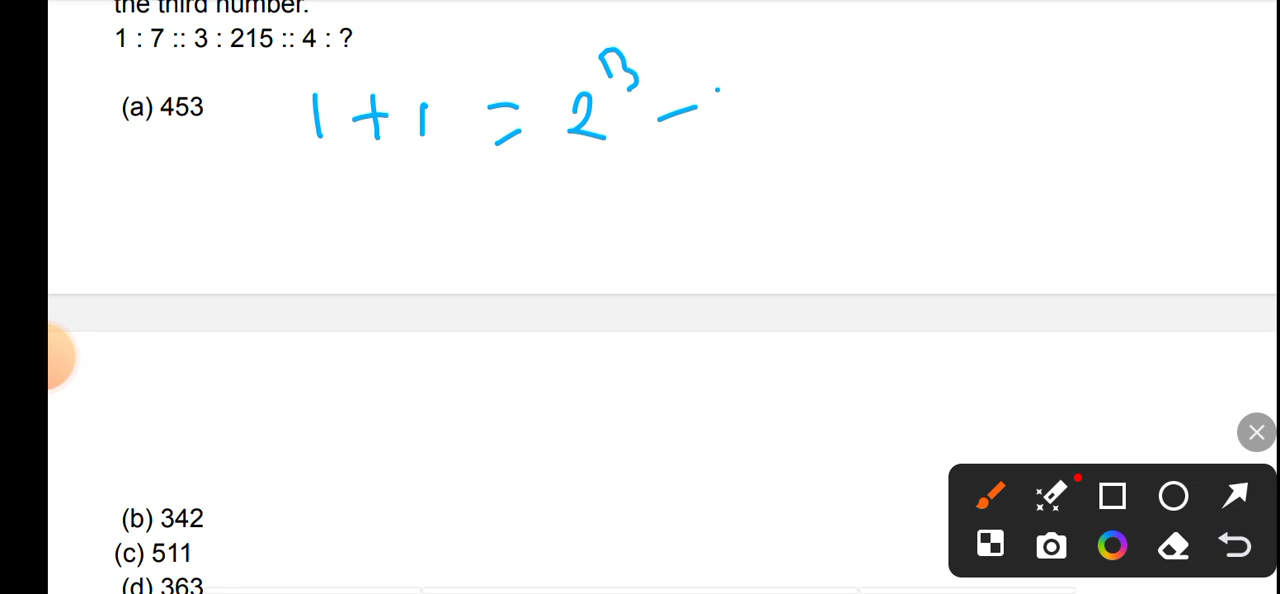 the third number.
1 : 7 :: 3 : 215 :: 4 : ?
(a) 453
1 + 1 = 2³ -
(b) 342
(c) 511
(d) 363